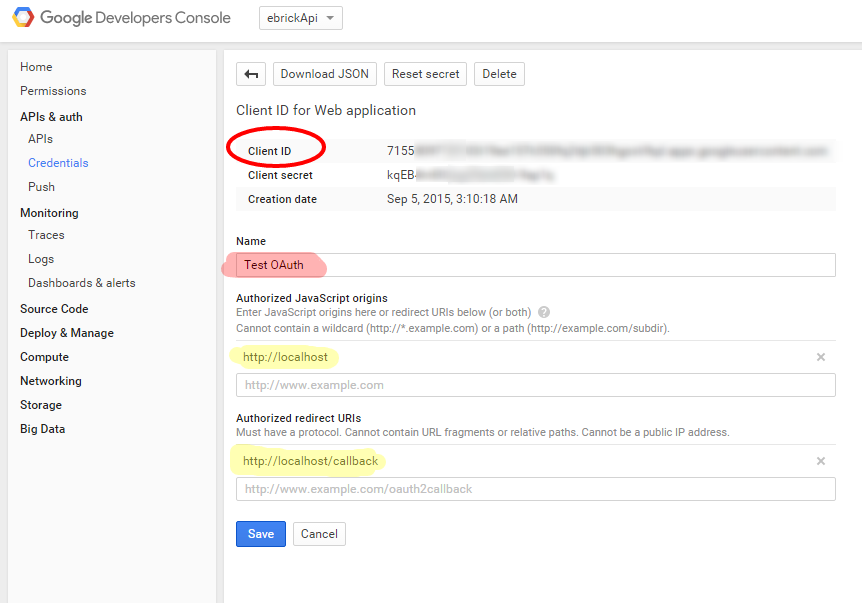 Google Developers Console ebrickApi
Home
Permissions
APIs & auth
APIs
Credentials
Push
Monitoring
Traces
Logs
Dashboards & alerts
Source Code
Deploy & Manage
Compute
Networking
Storage
Big Data
Download JSON Reset secret Delete
Client ID for Web application
Client ID 7155
Client secret kqEB
Creation date Sep 5, 2015, 3:10:18 AM
Name
Test OAuth
Authorized JavaScript origins
Enter JavaScript origins here or redirect URIs below (or both) ?
Cannot contain a wildcard (http://*.example.com) or a path (http://example.com/subdir).
http://localhost ×
http://www.example.com
Authorized redirect URIs
Must have a protocol. Cannot contain URL fragments or relative paths. Cannot be a public IP address.
http://localhost/callback ×
http://www.example.com/oauth2callback
Save Cancel